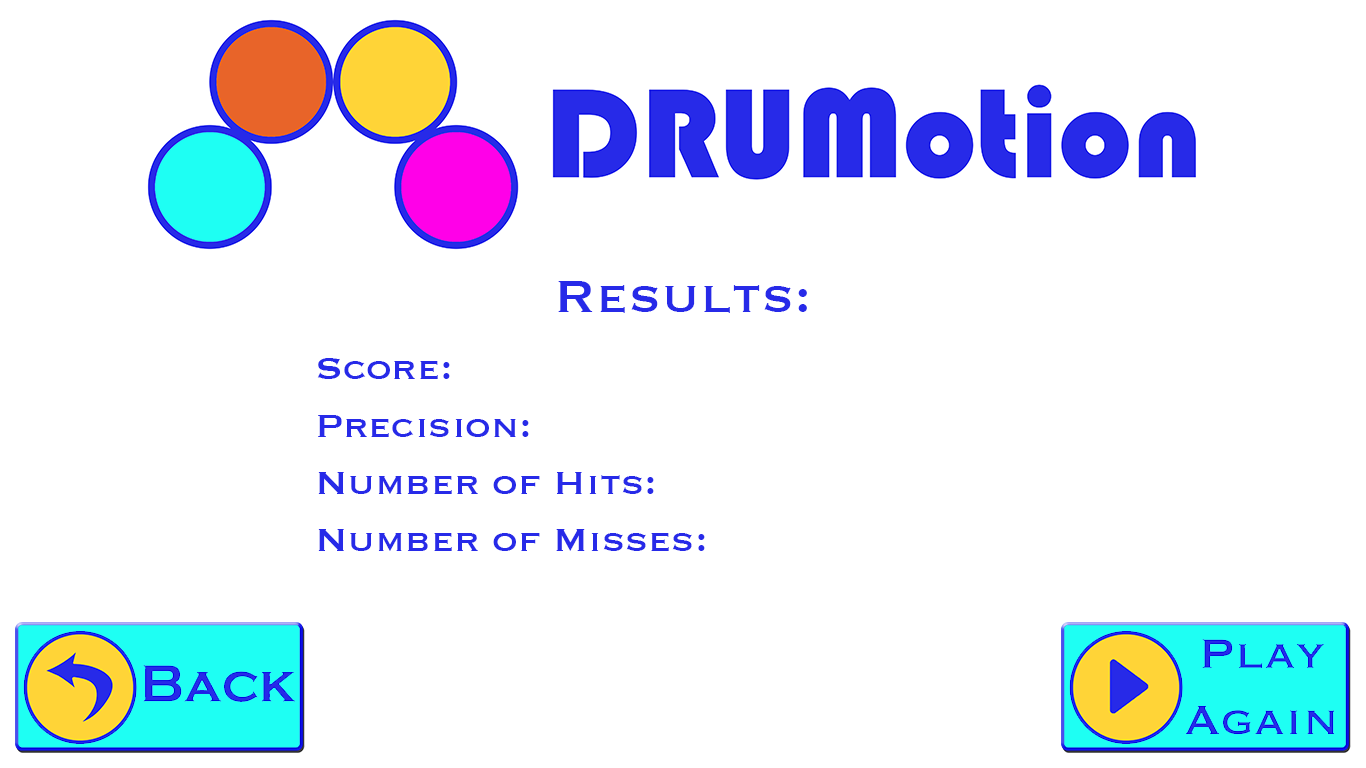 DRUMotion
Results:
Score:
Precision:
Number of Hits:
Number of Misses:
Back
Play
Again